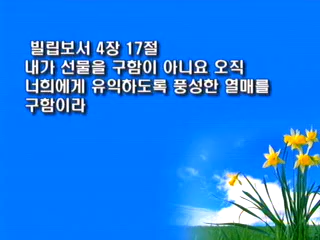 빌립보서 4장 17절
내가 선물을 구함이 아니요 오직
너희에게 유익하도록 풍성한 열매를
구함이라